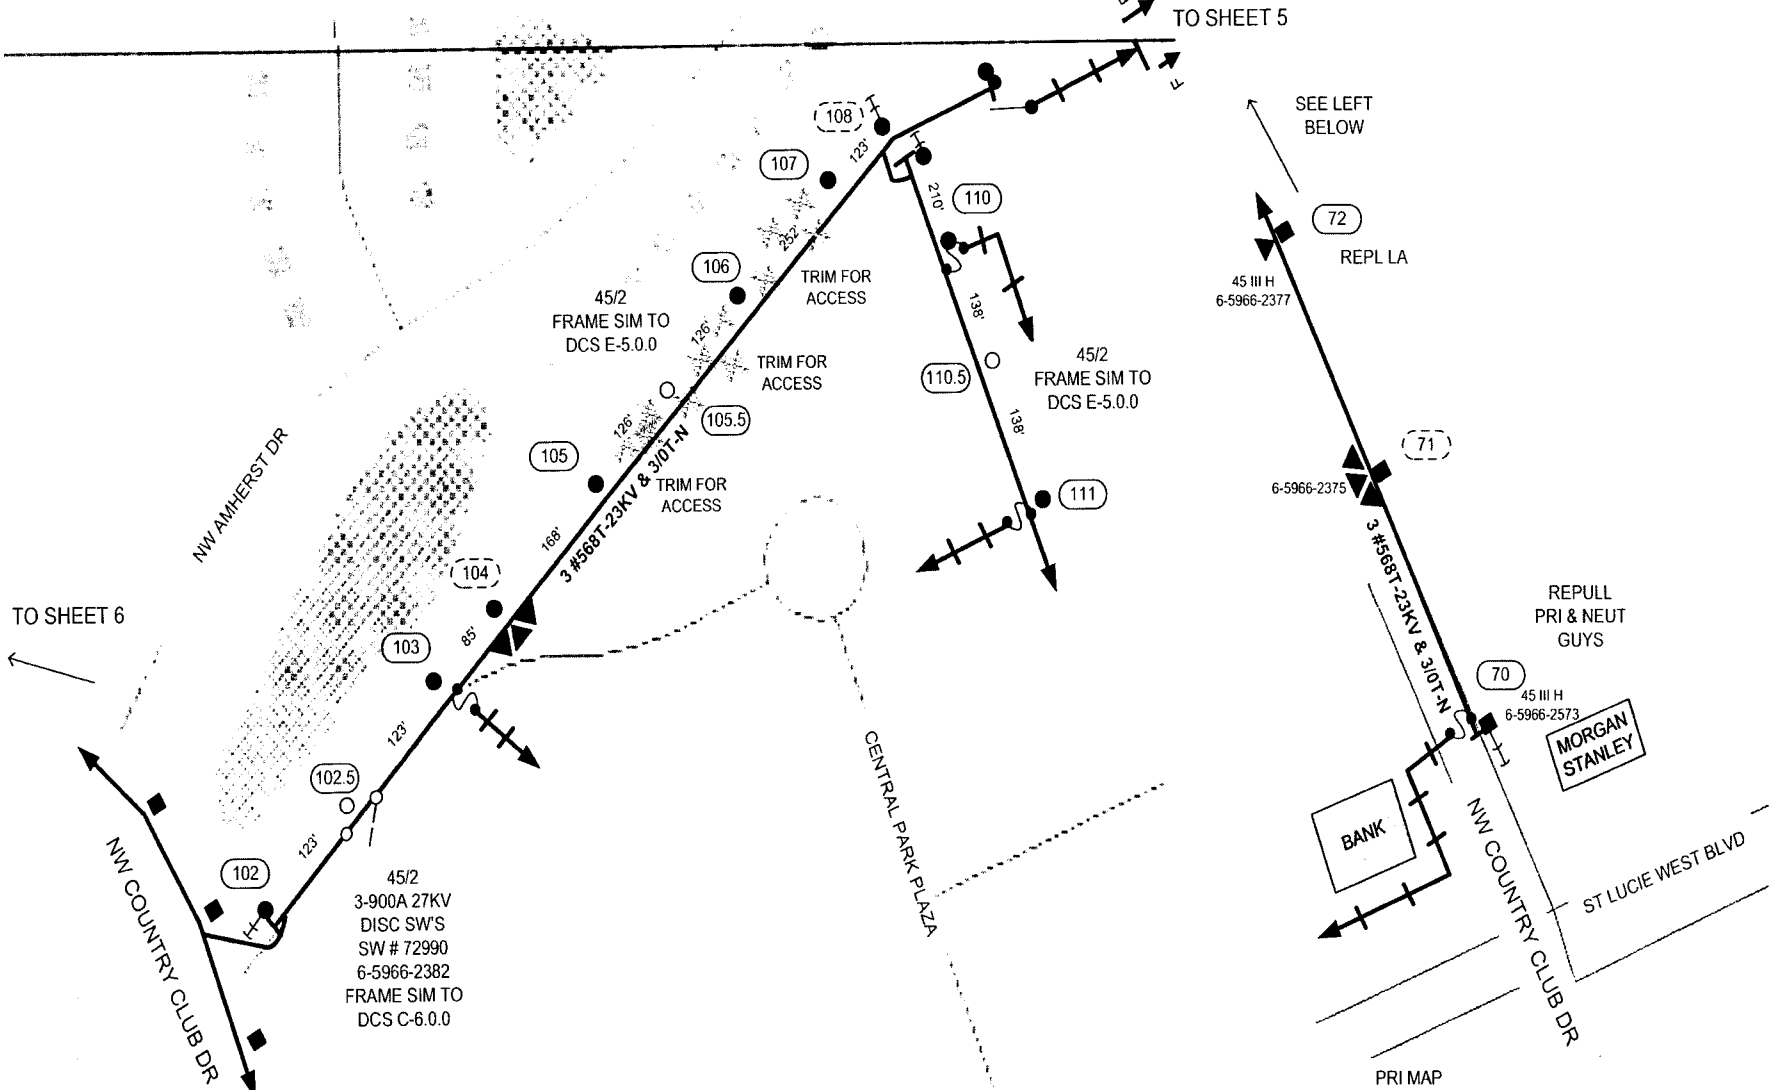 TO SHEET 5
F
SEE LEFT
BELOW
108
123'
107
210'
110
252'
72
REPL LA
106
TRIM FOR
ACCESS
45 III H
6-5966-2377
45/2
FRAME SIM TO
DCS E-5.0.0
126'
138'
TRIM FOR
ACCESS
110.5
45/2
FRAME SIM TO
DCS E-5.0.0
126'
105.5
138'
71
NW AMHERST DR
105
TRIM FOR
ACCESS
6-5966-2375
111
168'
3 #568T-23KV & 3/0T-N
3 #568T-23KV & 3/0T-N
104
TO SHEET 6
85'
103
REPULL
PRI & NEUT
GUYS
70
45 III H
6-5966-2573
123'
MORGAN
STANLEY
102.5
CENTRAL PARK PLAZA
BANK
123'
NW COUNTRY CLUB DR
102
NW COUNTRY CLUB DR
ST LUCIE WEST BLVD
45/2
3-900A 27KV
DISC SW'S
SW # 72990
6-5966-2382
FRAME SIM TO
DCS C-6.0.0
PRI MAP